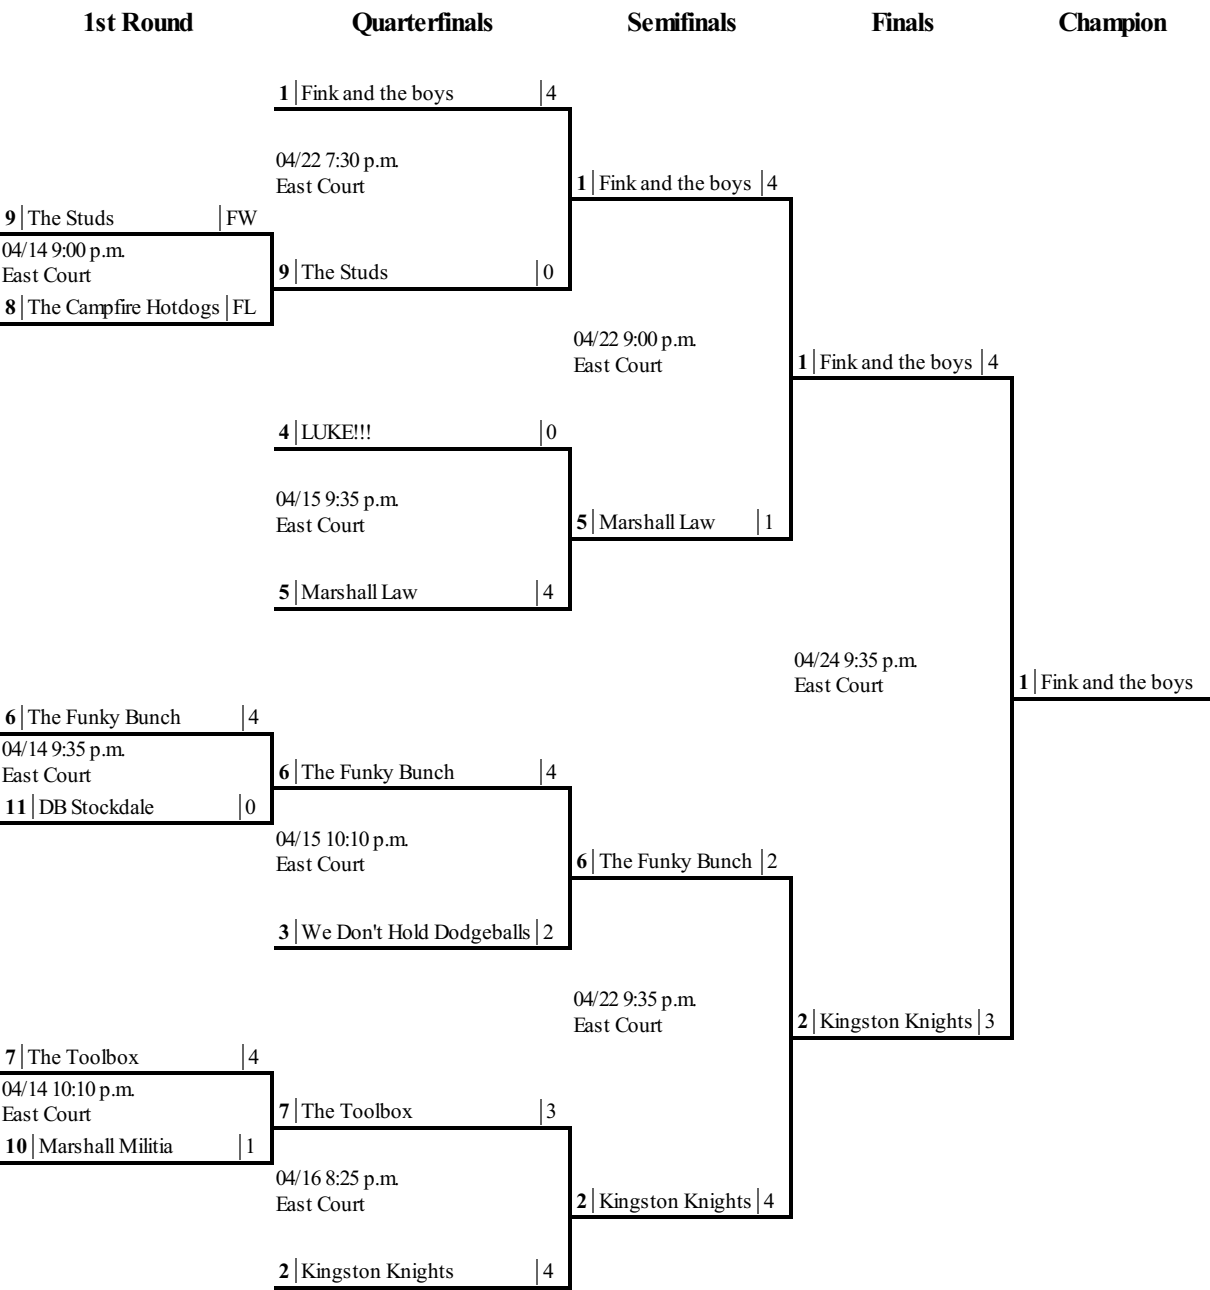 1st Round Quarterfinals Semifinals Finals Champion
1 Fink and the boys 4
04/22 7:30 p.m.
East Court
1 Fink and the boys 4
9 The Studs FW
04/14 9:00 p.m.
East Court
9 The Studs 0
8 The Campfire Hotdogs FL
04/22 9:00 p.m.
East Court
1 Fink and the boys 4
4 LUKE!!! 0
04/15 9:35 p.m.
East Court
5 Marshall Law 1
5 Marshall Law 4
04/24 9:35 p.m.
East Court
1 Fink and the boys
6 The Funky Bunch 4
04/14 9:35 p.m.
East Court
6 The Funky Bunch 4
11 DB Stockdale 0
04/15 10:10 p.m.
East Court
6 The Funky Bunch 2
3 We Don't Hold Dodgeballs 2
04/22 9:35 p.m.
East Court
2 Kingston Knights 3
7 The Toolbox 4
04/14 10:10 p.m.
East Court
7 The Toolbox 3
10 Marshall Militia 1
04/16 8:25 p.m.
East Court
2 Kingston Knights 4
2 Kingston Knights 4